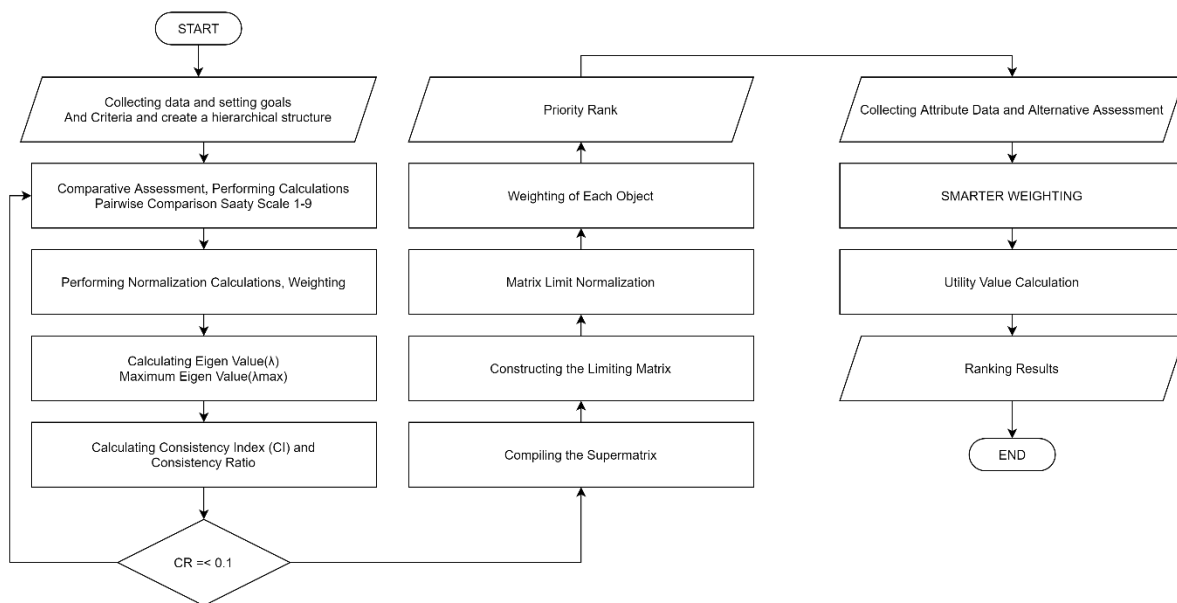 START
Collecting data and setting goals
And Criteria and create a hierarchical structure
Comparative Assessment, Performing Calculations
Pairwise Comparison Saaty Scale 1-9
Performing Normalization Calculations, Weighting
Calculating Eigen Value(λ)
Maximum Eigen Value(λmax)
Calculating Consistency Index (CI) and
Consistency Ratio
CR =< 0.1
Compiling the Supermatrix
Constructing the Limiting Matrix
Matrix Limit Normalization
Weighting of Each Object
Priority Rank
Collecting Attribute Data and Alternative Assessment
SMARTER WEIGHTING
Utility Value Calculation
Ranking Results
END